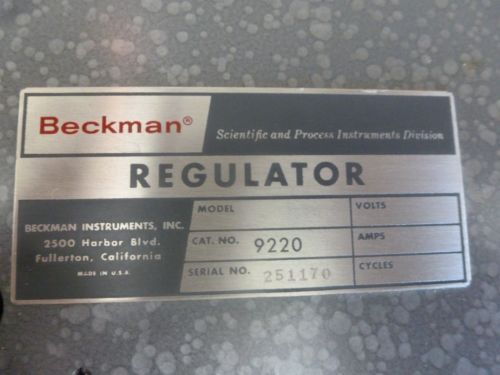 Beckman®
Scientific and Process Instruments Division
REGULATOR
BECKMAN INSTRUMENTS, INC.
2500 Harbor Blvd.
Fullerton, California
MADE IN U.S.A.
MODEL
VOLTS
CAT. NO. 9220
AMPS
SERIAL NO. 251170
CYCLES